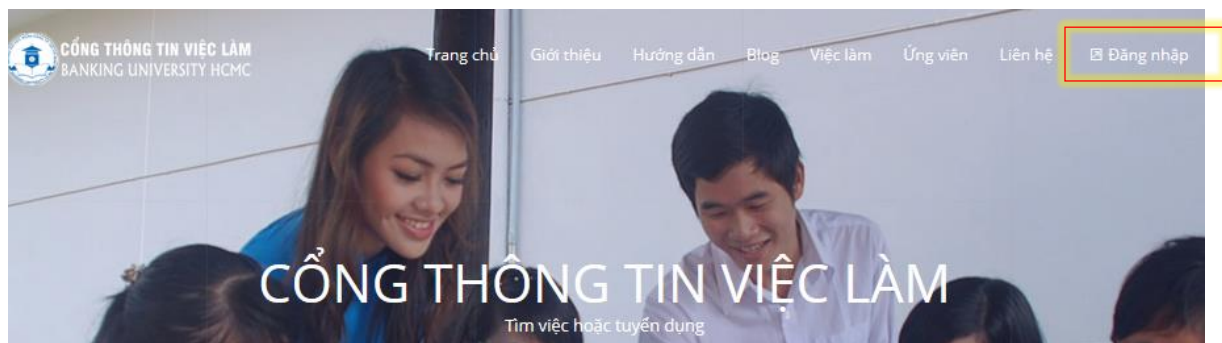 CỔNG THÔNG TIN VIỆC LÀM
BANKING UNIVERSITY HCMC
Trang chủ Giới thiệu Hướng dẫn Blog Việc làm Ứng viên Liên hệ Đăng nhập
CỔNG THÔNG TIN VIỆC LÀM
Tìm việc hoặc tuyển dụng